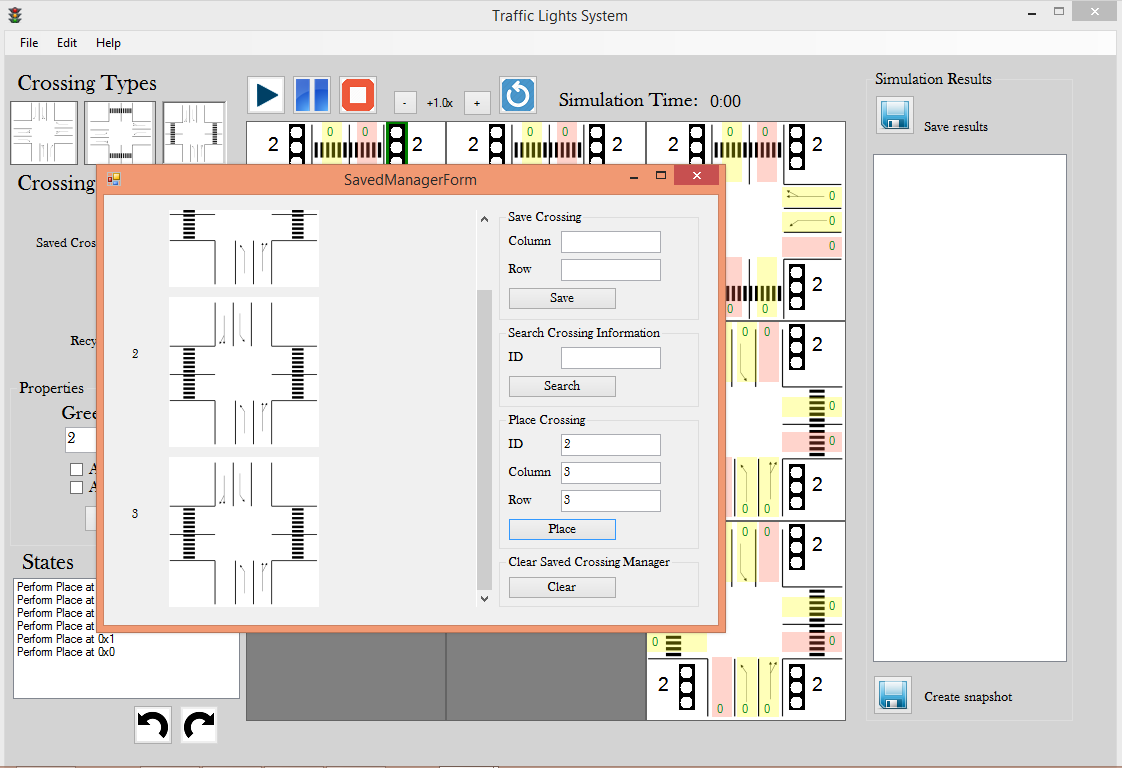 Traffic Lights System
File Edit Help
Crossing Types
- +1.0x + Simulation Time: 0:00
Simulation Results
Save results
2 0 0 2 2 0 0 2 2 0 0 2
0
0
0
Crossing
Saved Cros
Recy
Properties
Gree
2
A
A
States
Perform Place at
Perform Place at
Perform Place at
Perform Place at
Perform Place at 0x1
Perform Place at 0x0
SavedManagerForm
2
3
Save Crossing
Column
Row
Save
Search Crossing Information
ID
Search
Place Crossing
ID 2
Column 3
Row 3
Place
Clear Saved Crossing Manager
Clear
2
0 0
0 0 2
0
0
2
0 0
0 0 2
0
0 0
2 2
0 0 0
Create snapshot